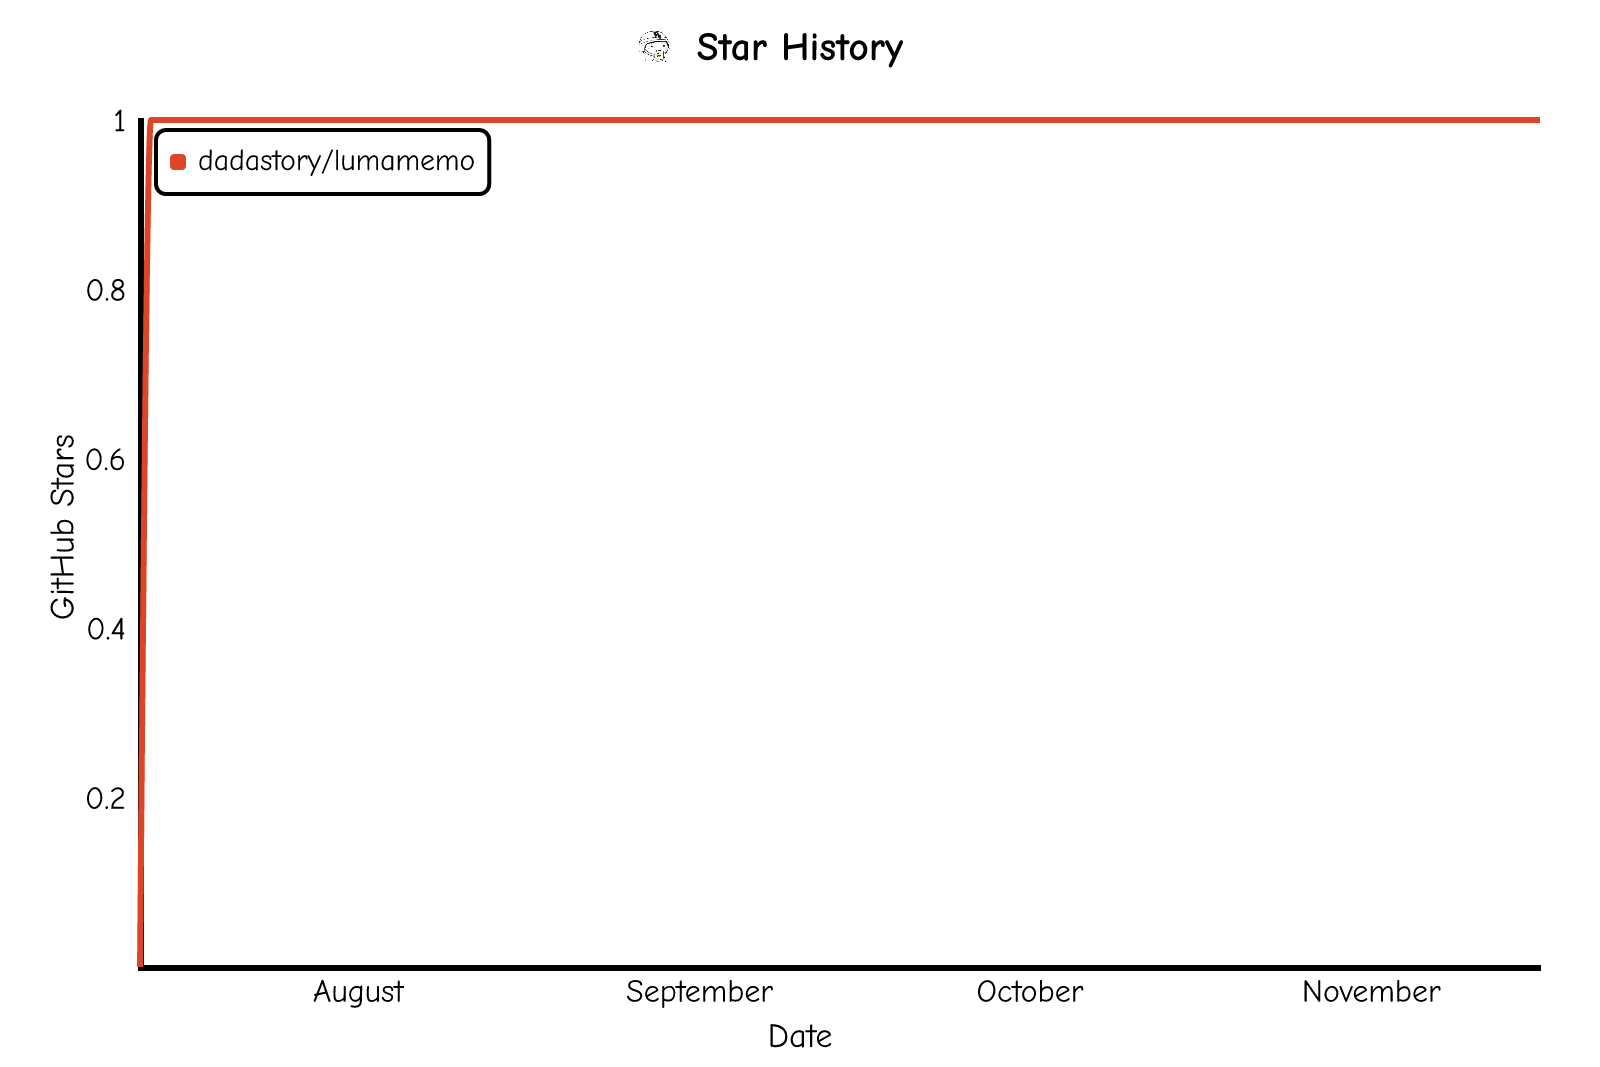 Star History
1
dadastory/lumamemo
0.8
0.6
0.4
0.2
GitHub Stars
August September October November
Date